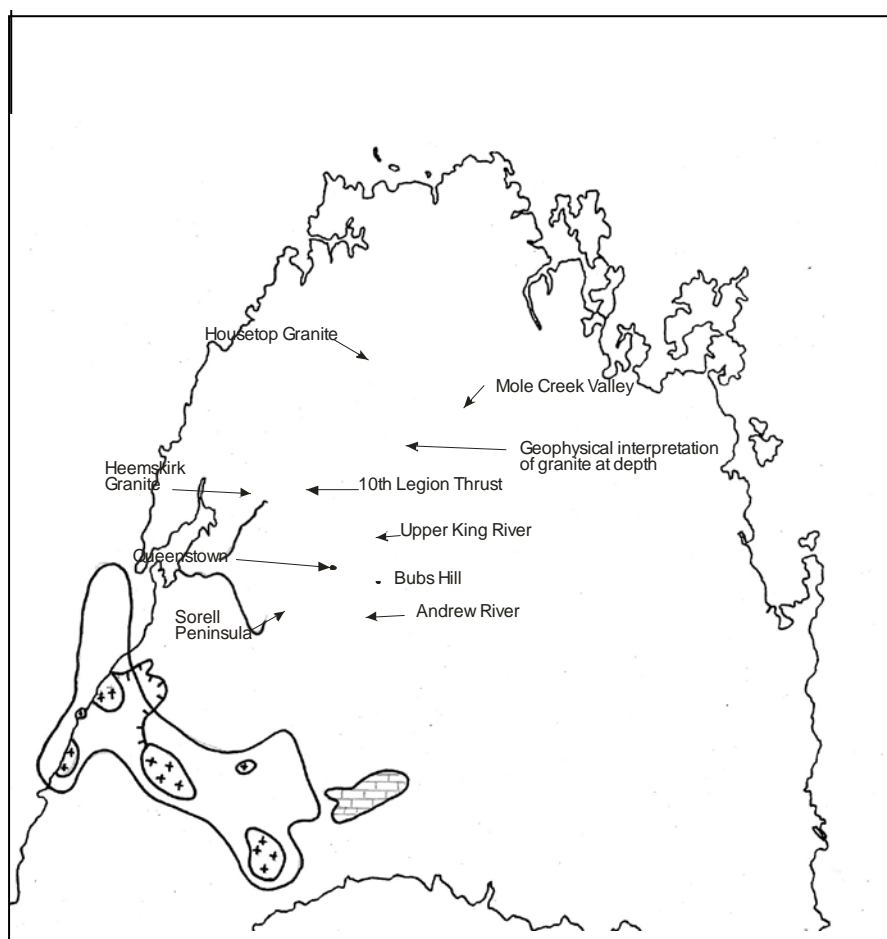 Housetop Granite
Mole Creek Valley
Geophysical interpretation
of granite at depth
Heemskirk
Granite
10th Legion Thrust
Upper King River
Queenstown
Bubs Hill
Sorell
Peninsula
Andrew River